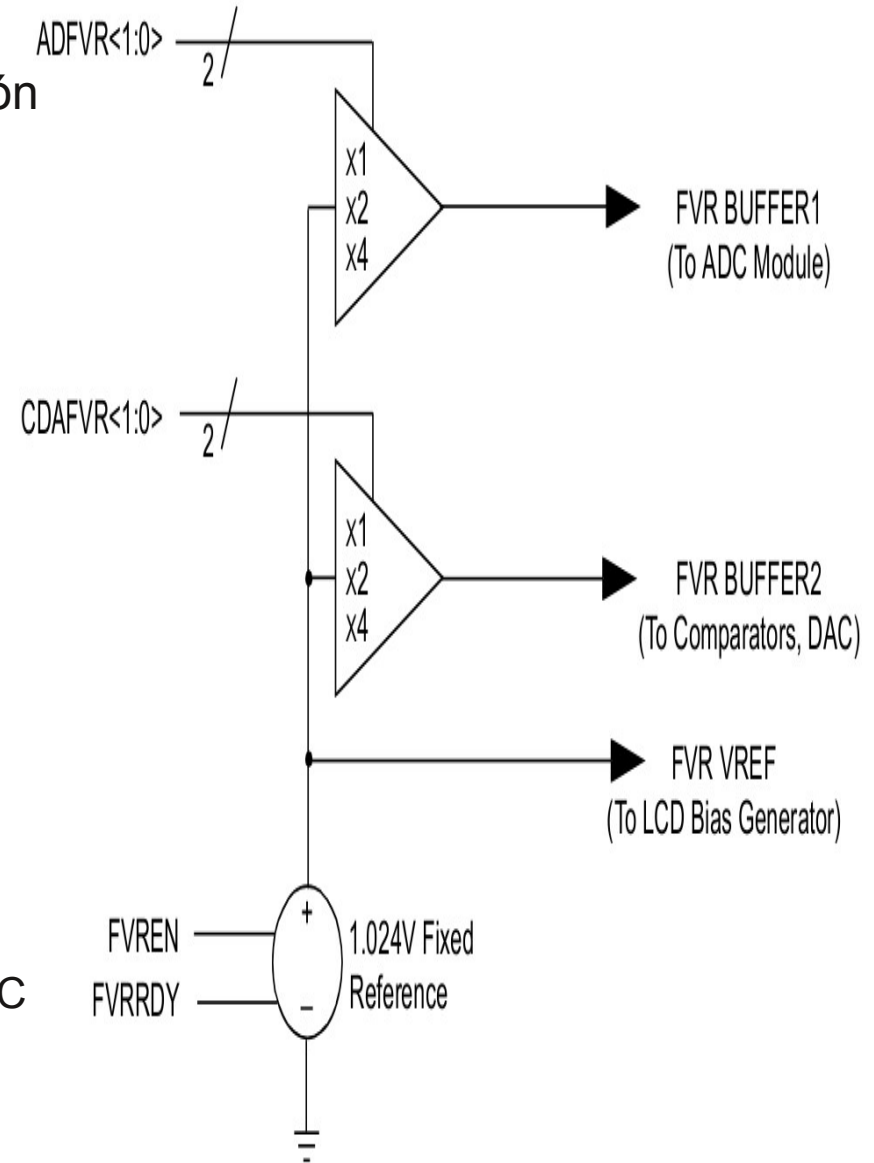 ADFVR<1:0>
2
ón
x1
x2
x4
FVR BUFFER1
(To ADC Module)
CDAFVR<1:0>
2
x1
x2
x4
FVR BUFFER2
(To Comparators, DAC)
FVR VREF
(To LCD Bias Generator)
+
FVREN
1.024V Fixed
Reference
C
FVRRDY
–